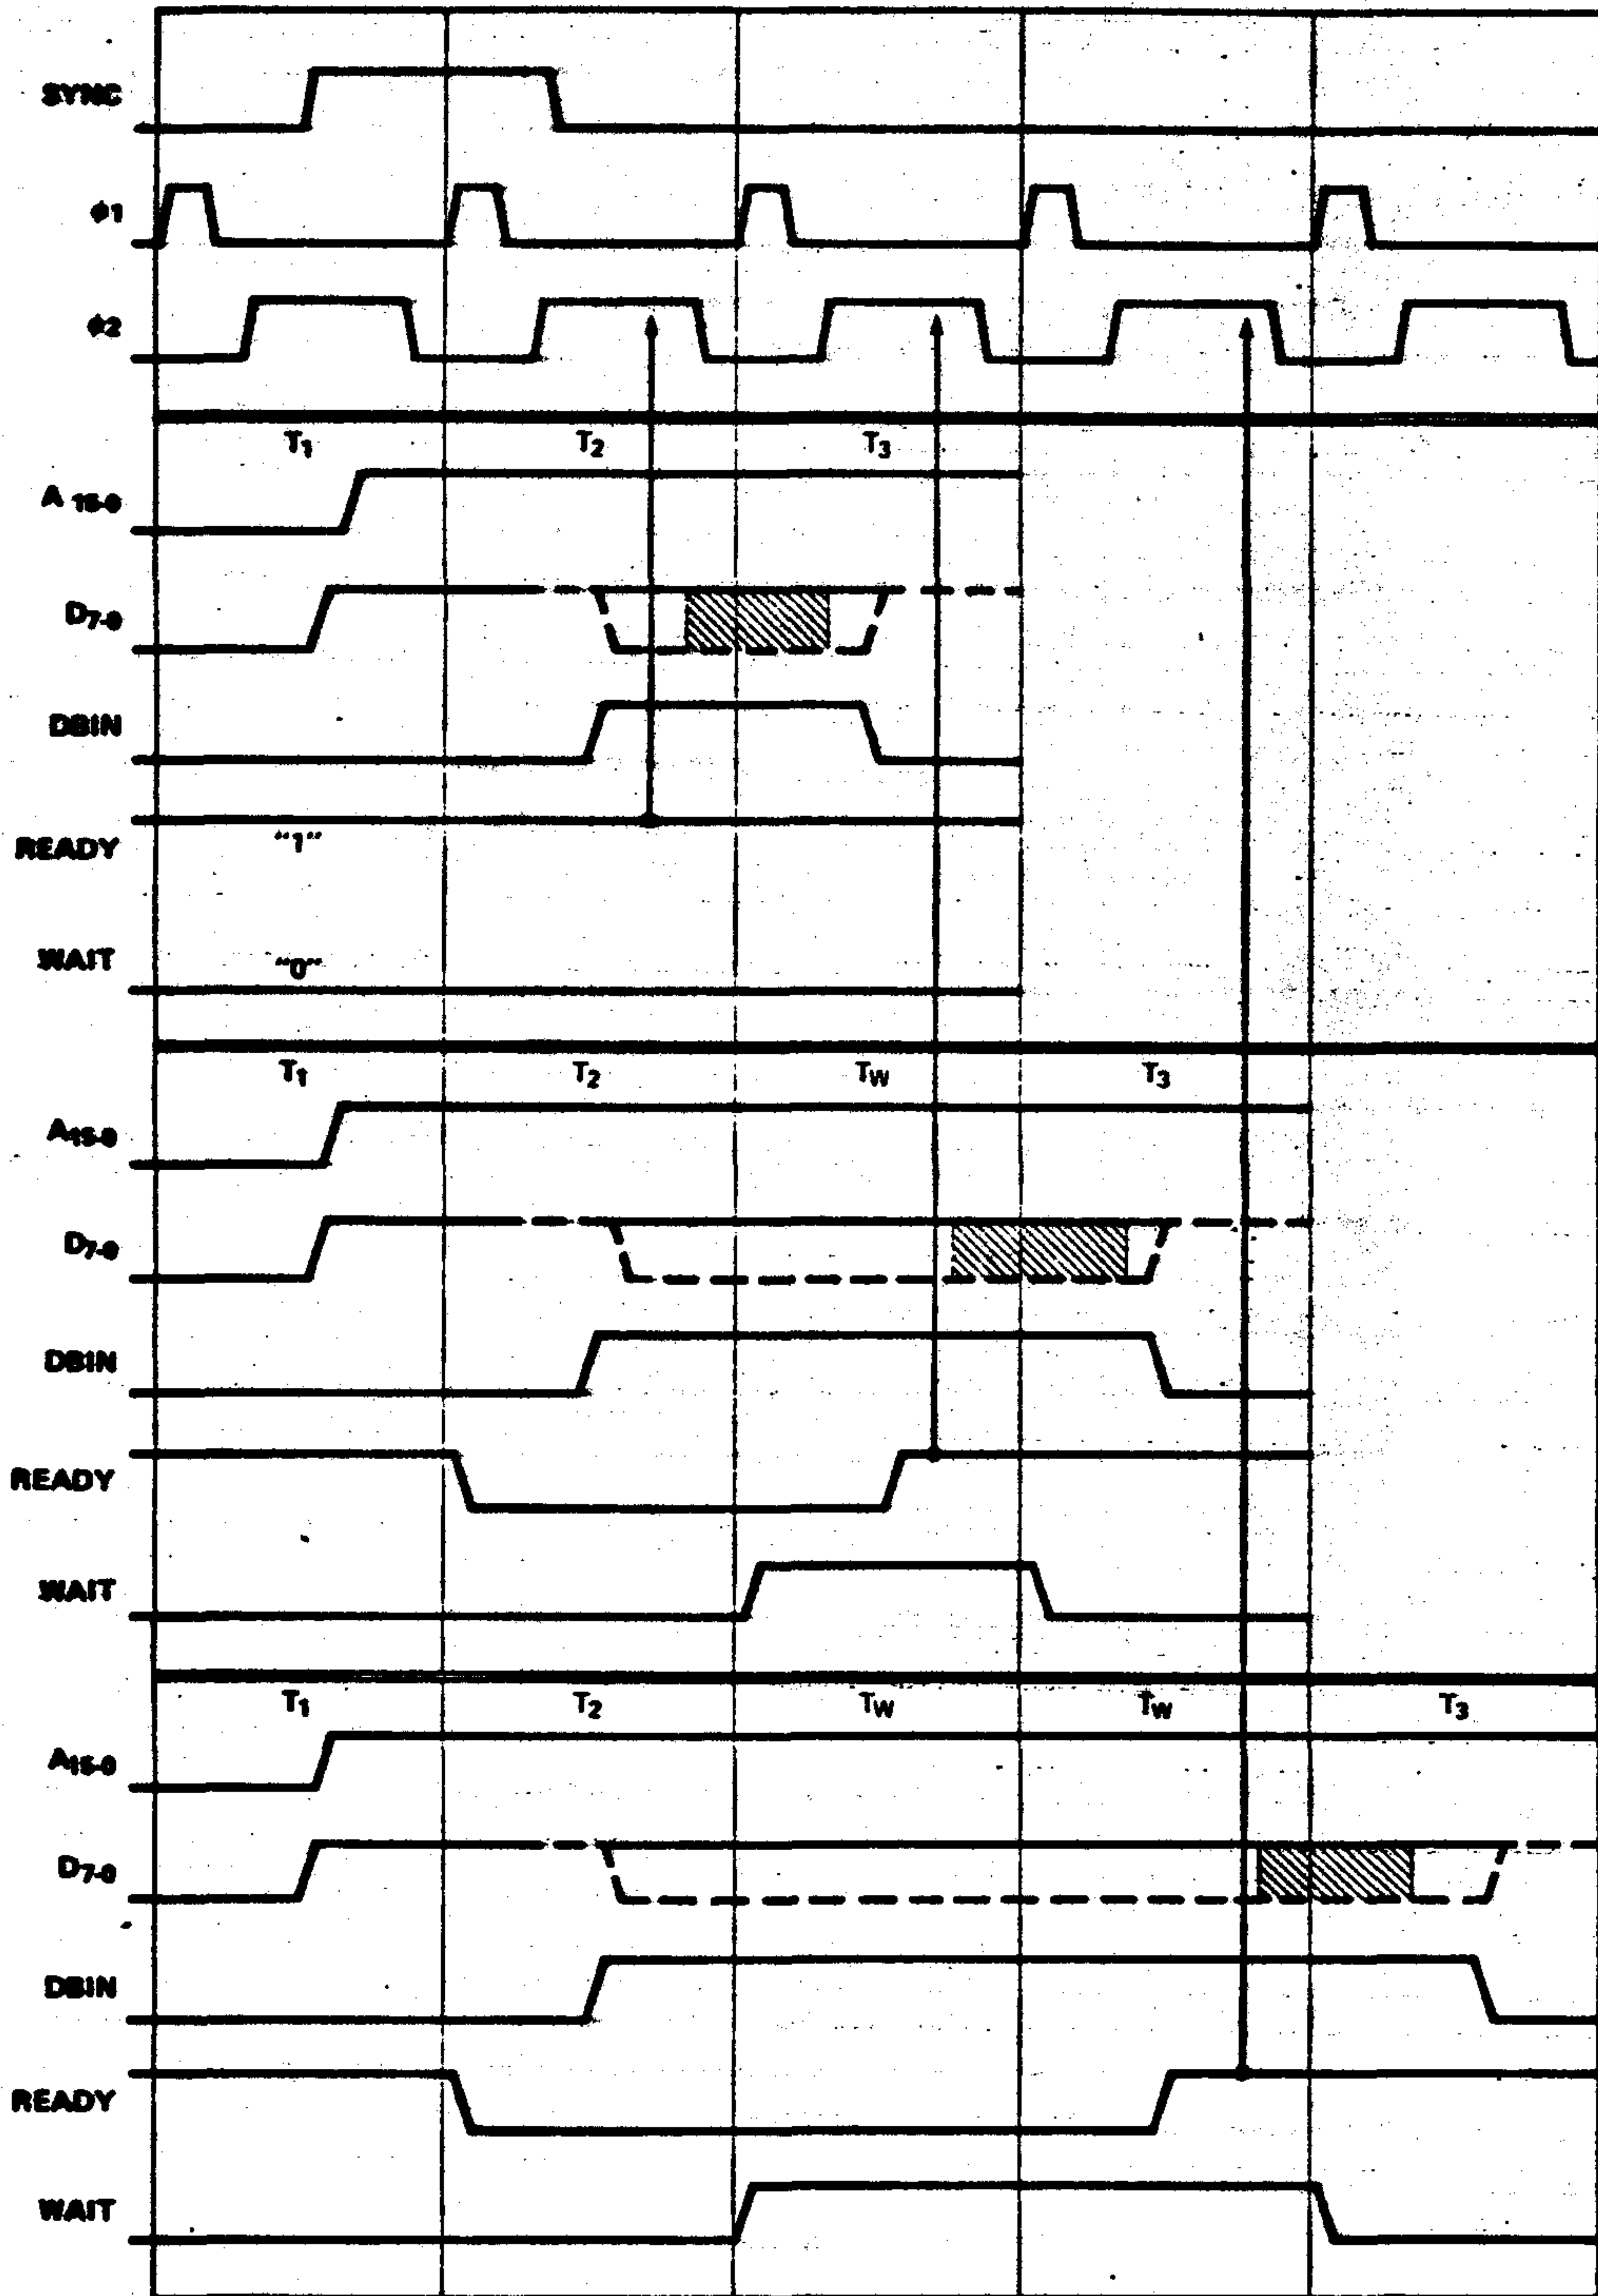 SYNC
φ1
φ2
T1 T2 T3
A 15-0
D7-0
DBIN
READY "1"
WAIT "0"
T1 T2 TW T3
A15-0
D7-0
DBIN
READY
WAIT
T1 T2 TW TW T3
A15-0
D7-0
DBIN
READY
WAIT